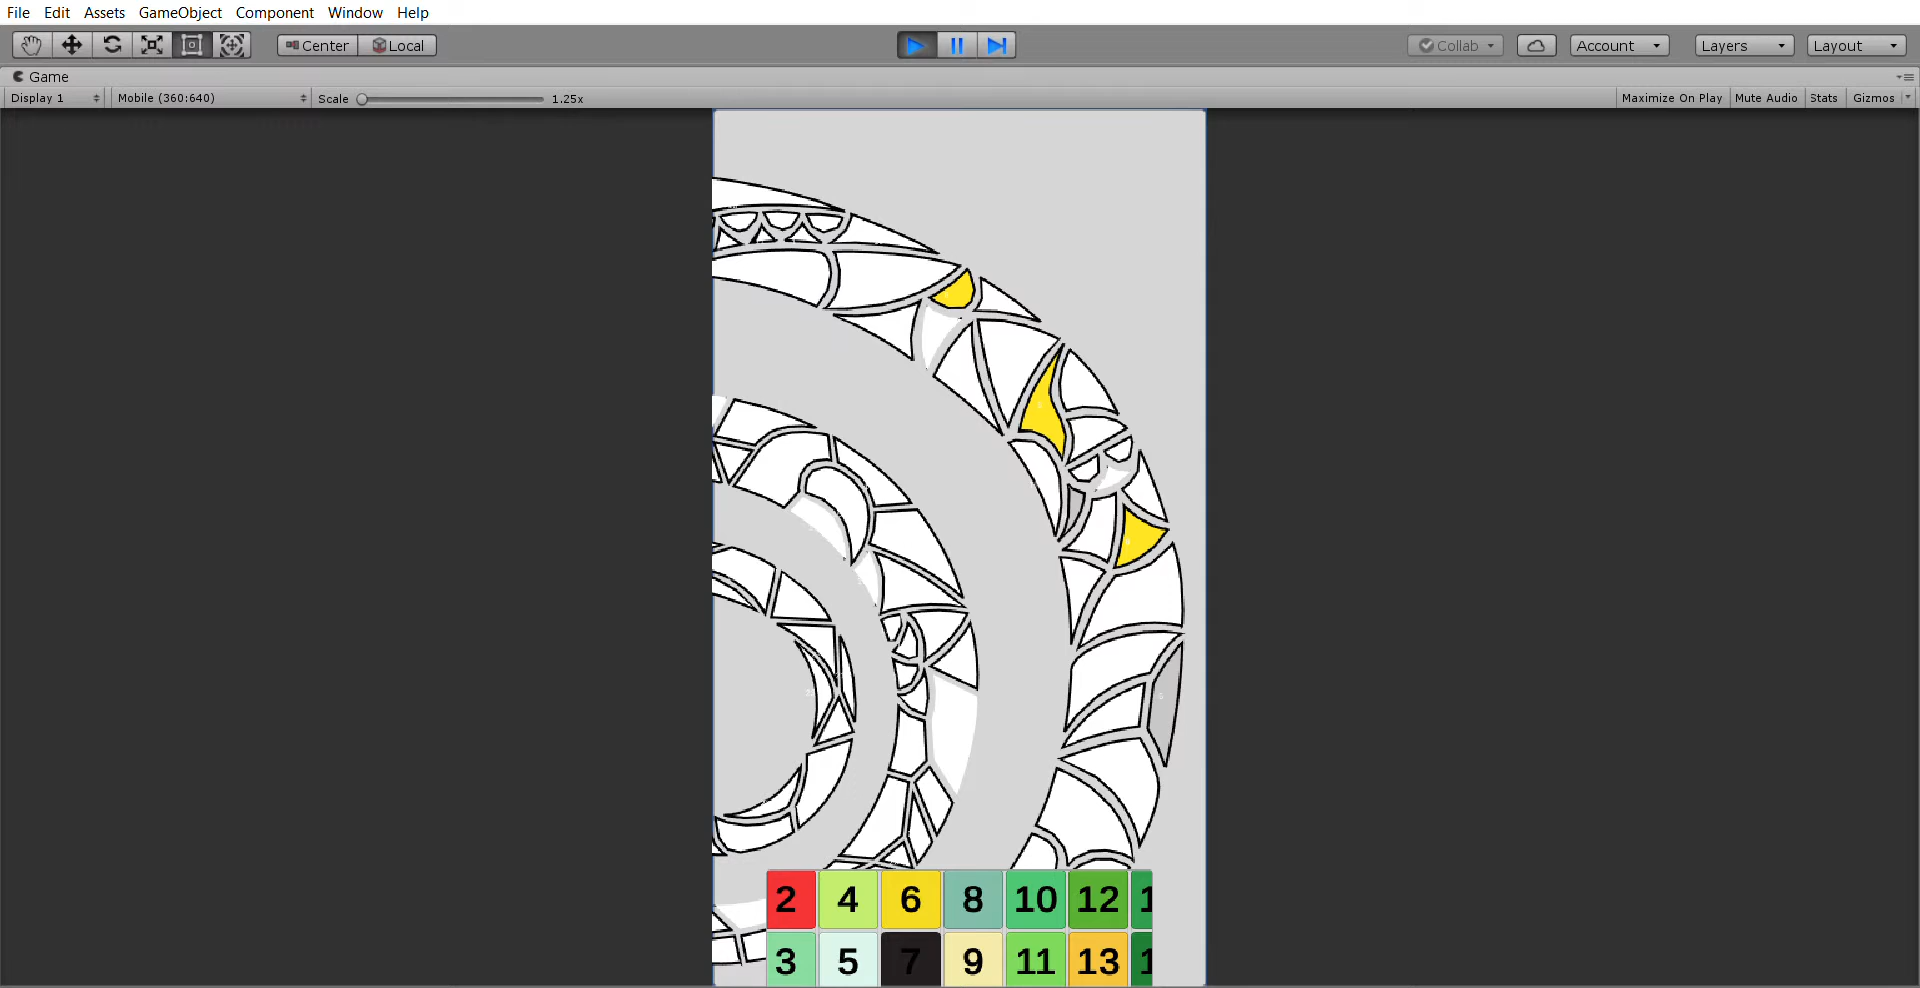 File Edit Assets GameObject Component Window Help
Center Local Collab Account Layers Layout
Game
Display 1 Mobile (360:640) Scale 1.25x Maximize On Play Mute Audio Stats Gizmos
2 4 6 8 10 12 1
3 5 7 9 11 13 1